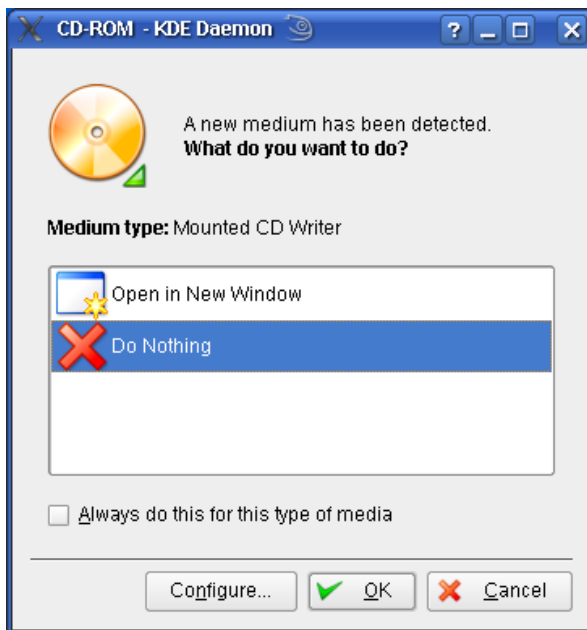 CD-ROM - KDE Daemon
A new medium has been detected.
What do you want to do?
Medium type: Mounted CD Writer
Open in New Window
Do Nothing
Always do this for this type of media
Configure...
OK
Cancel